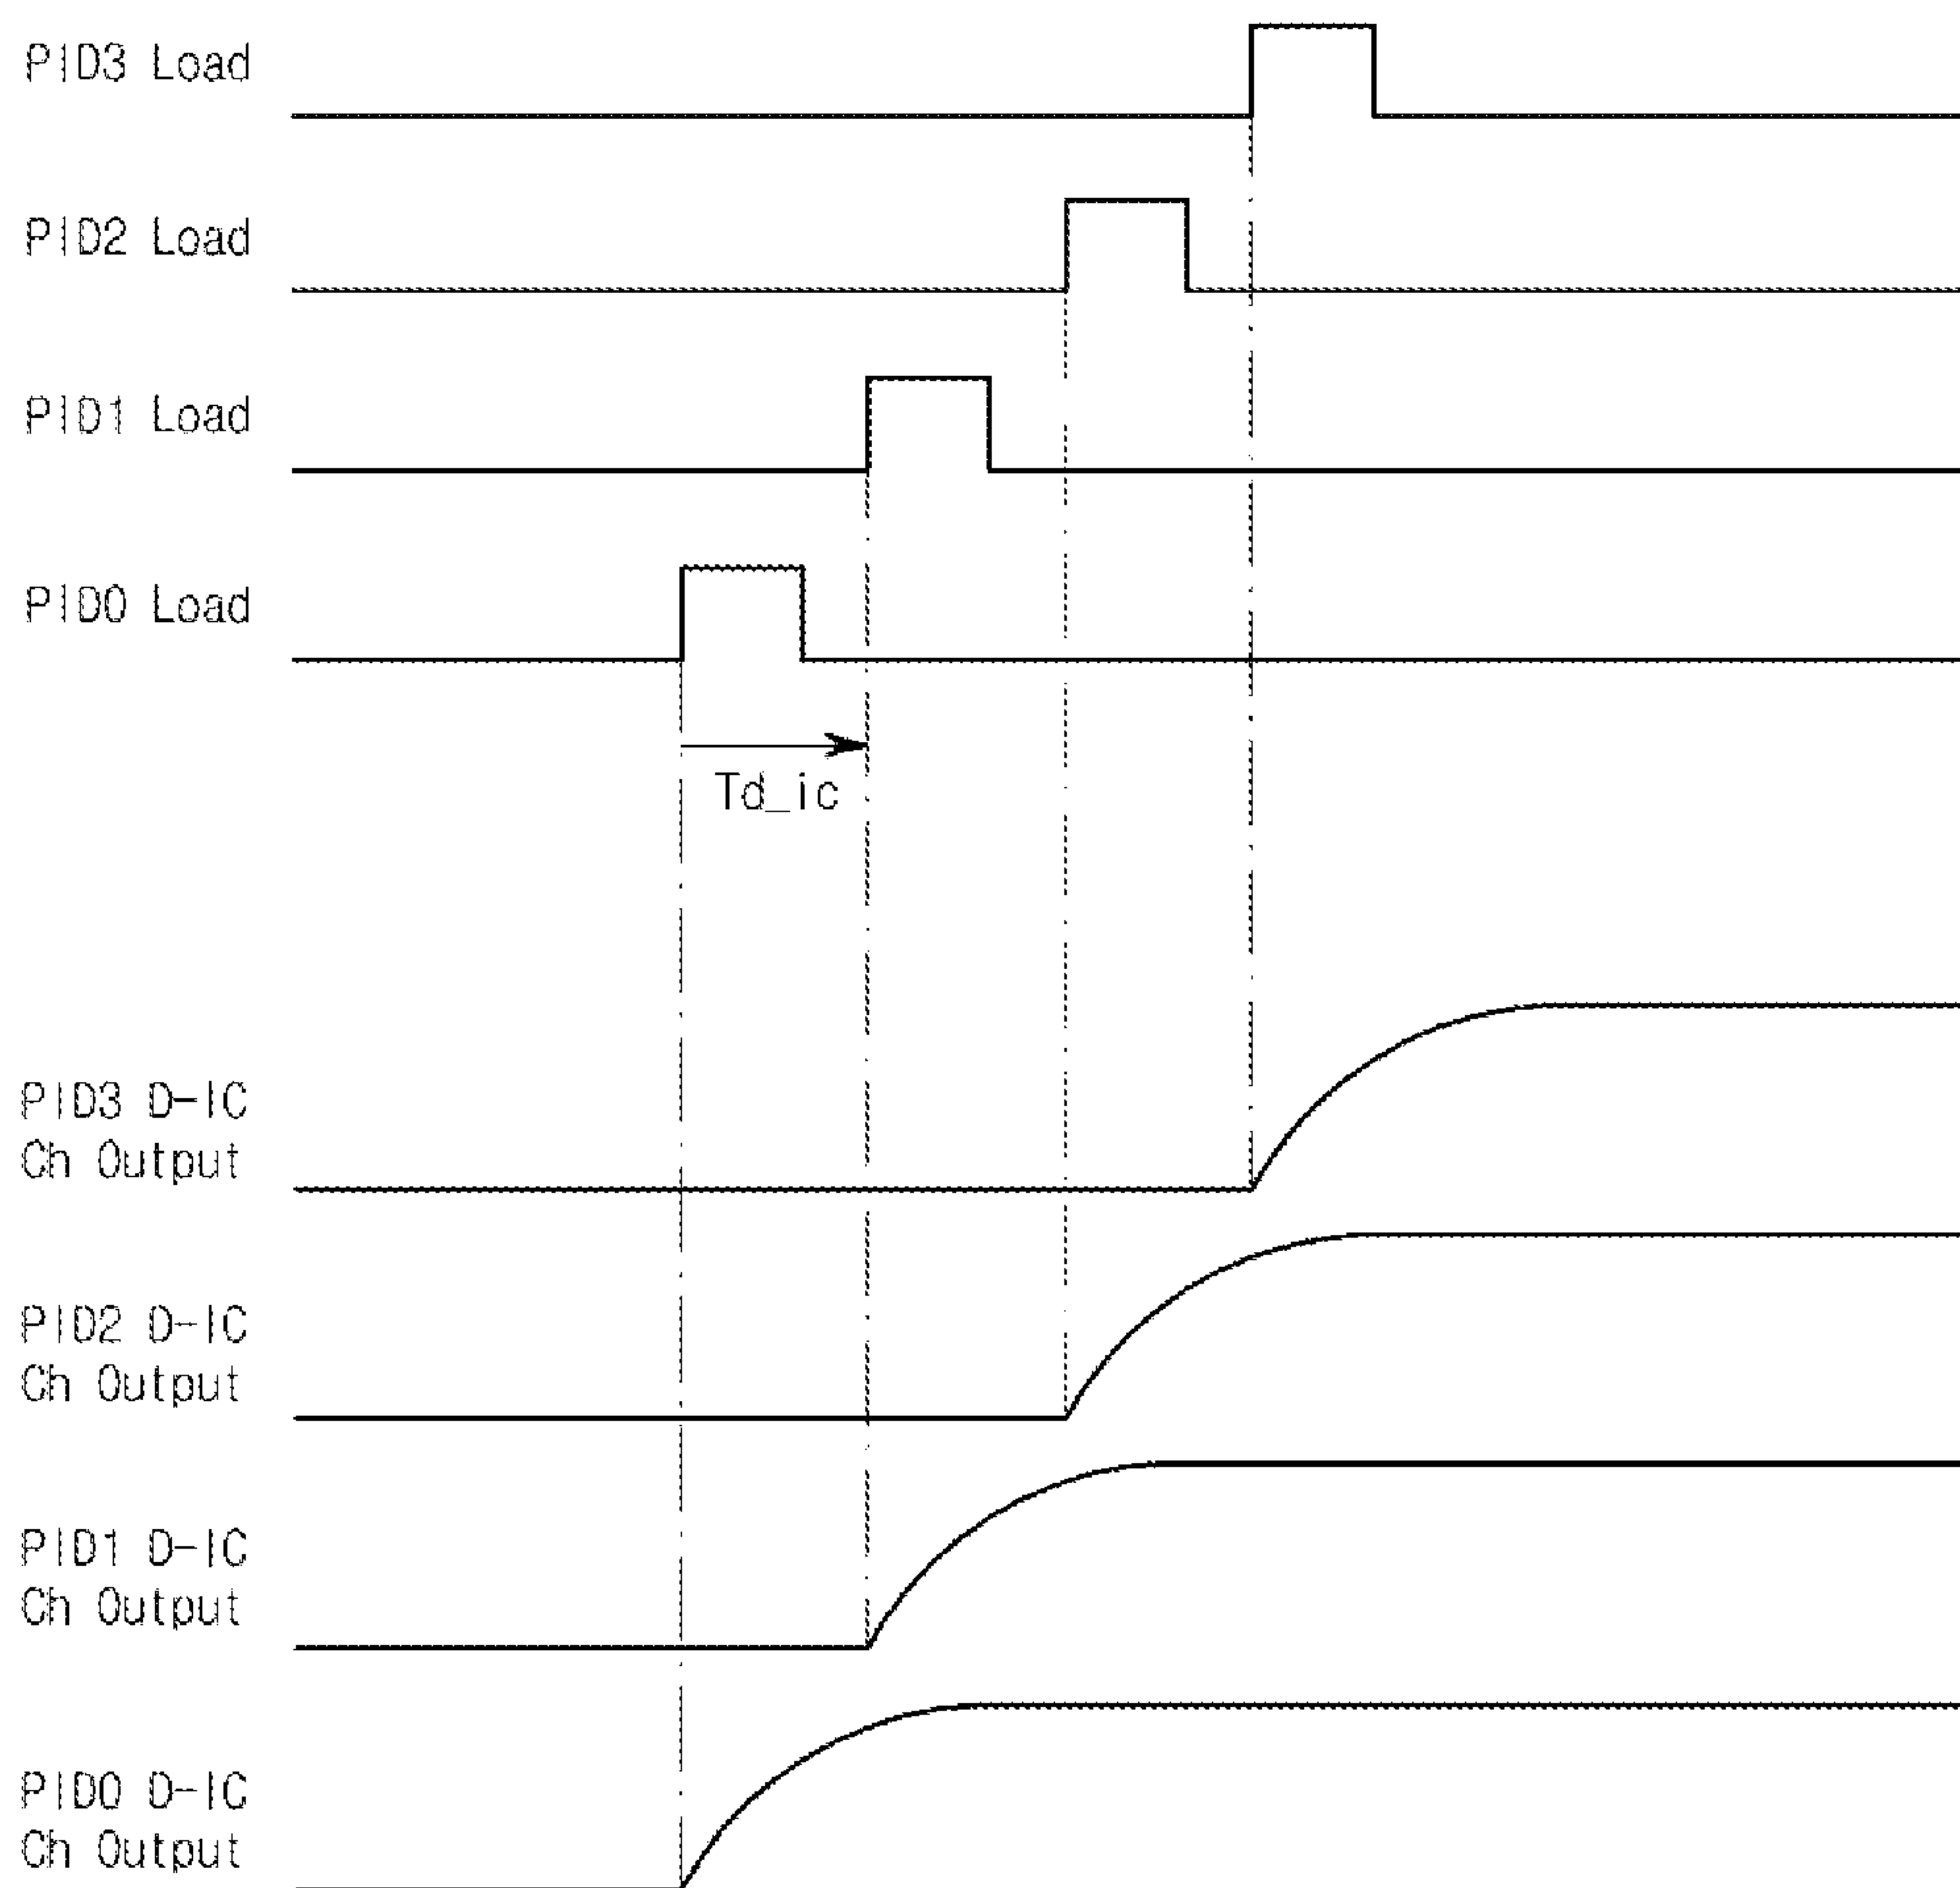 PID3 Load
PID2 Load
PID1 Load
PID0 Load
Td_ic
PID3 D-IC
Ch Output
PID2 D-IC
Ch Output
PID1 D-IC
Ch Output
PID0 D-IC
Ch Output